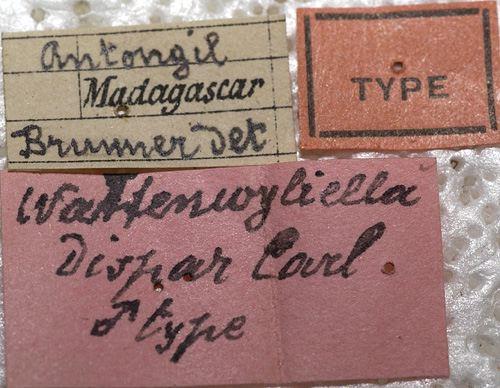 Antongil
Madagascar
Brunner det
TYPE
Wattenwyliella
Dispar Carl.
♂ type